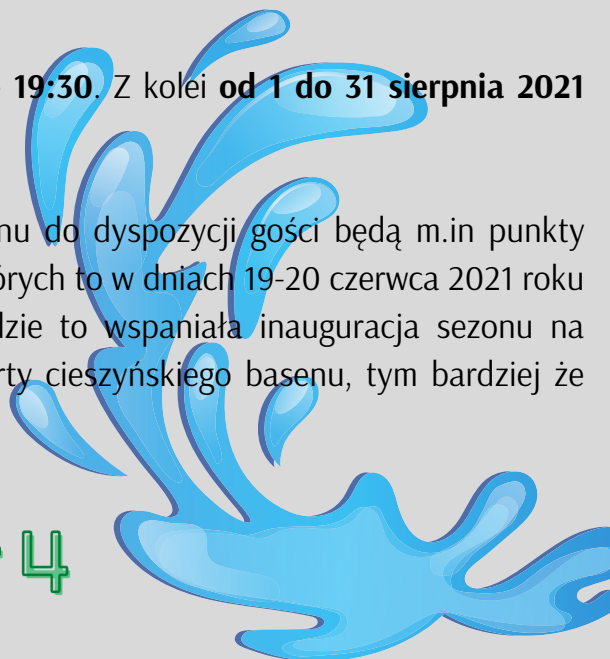 19:30. Z kolei od 1 do 31 sierpnia 2021
nu do dyspozycji gości będą m.in punkty
órych to w dniach 19-20 czerwca 2021 roku
dzie to wspaniała inauguracja sezonu na
rty cieszyńskiego basenu, tym bardziej że
4